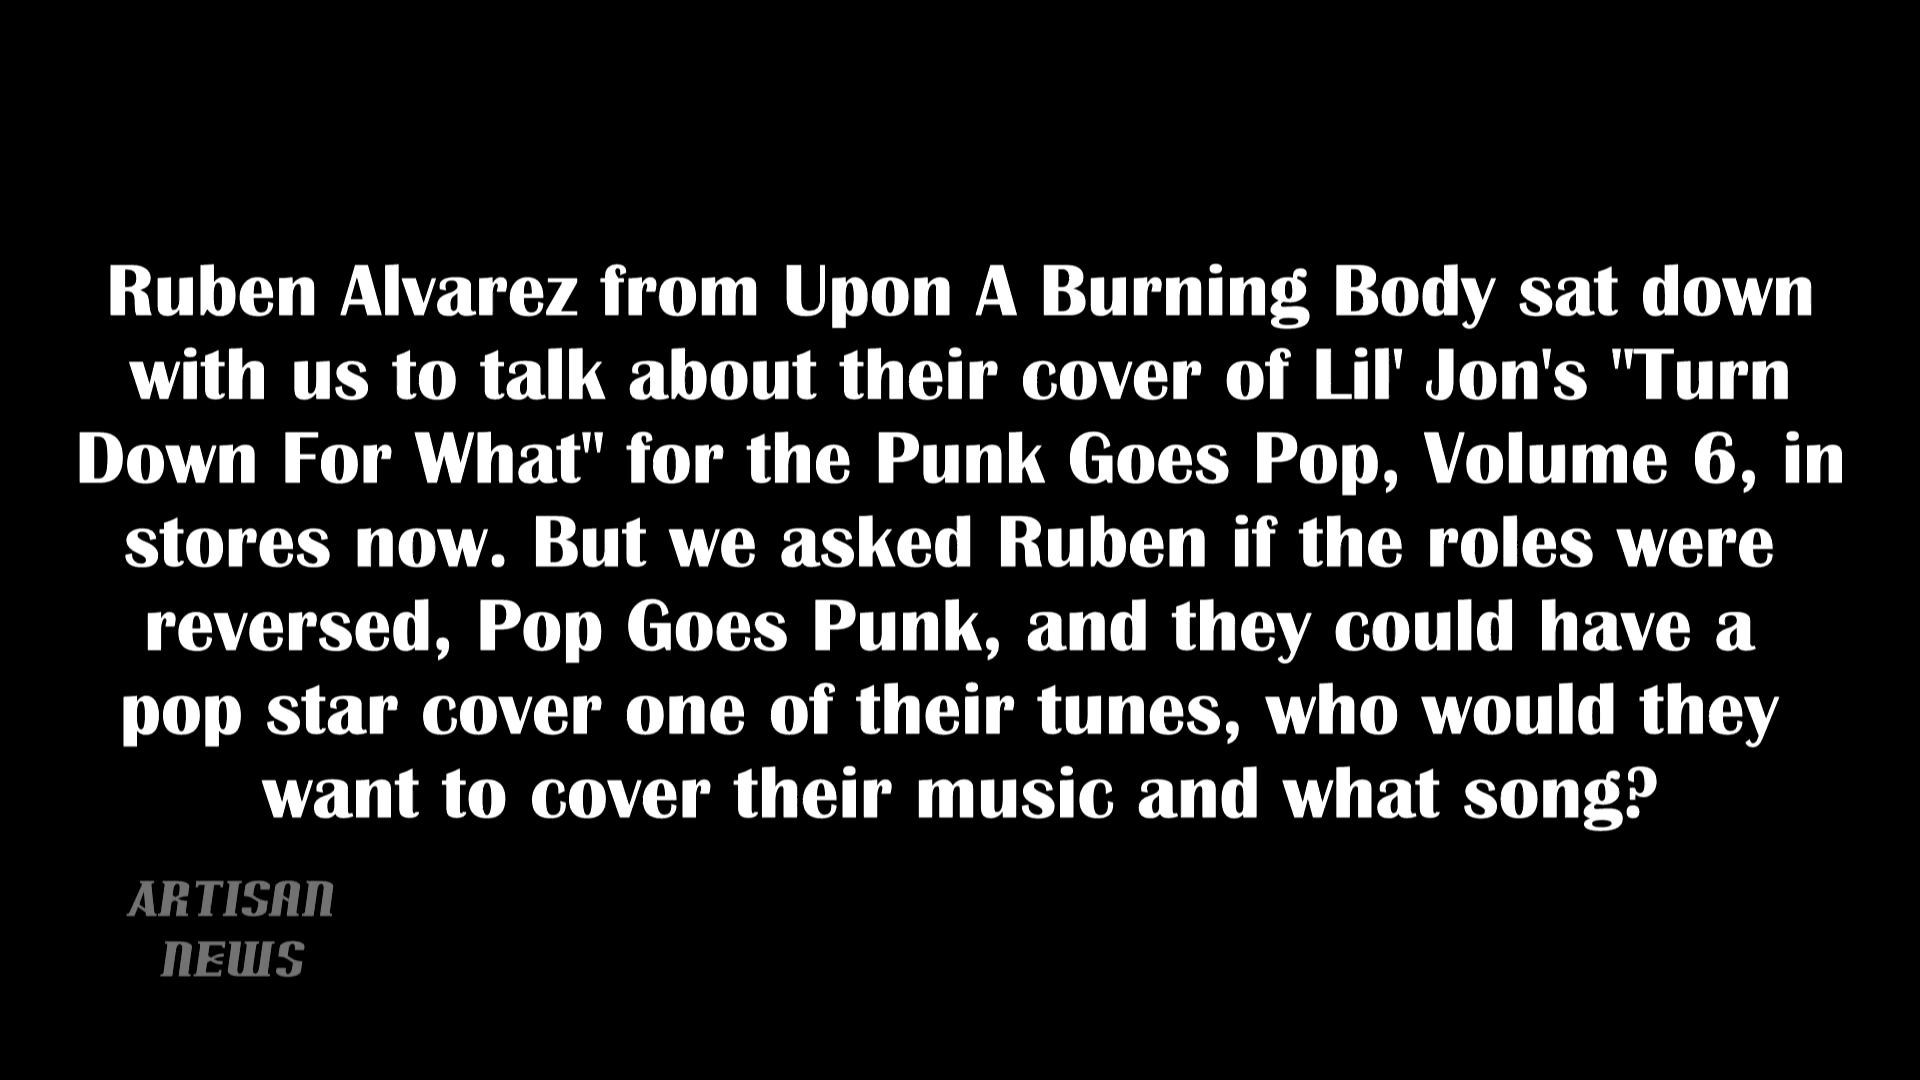 Ruben Alvarez from Upon A Burning Body sat down
with us to talk about their cover of Lil' Jon's "Turn
Down For What" for the Punk Goes Pop, Volume 6, in
stores now. But we asked Ruben if the roles were
reversed, Pop Goes Punk, and they could have a
pop star cover one of their tunes, who would they
want to cover their music and what song?
ARTISAN
NEWS